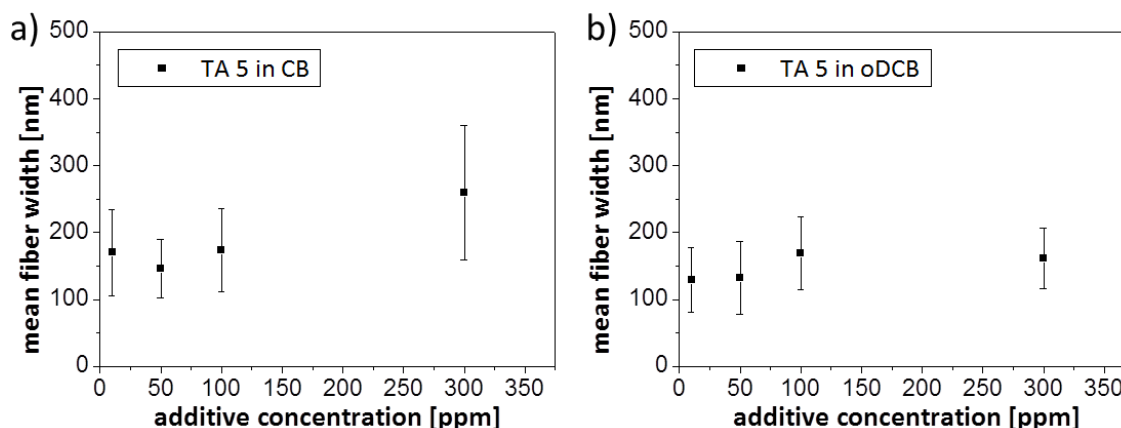 a)
500
400
300
200
100
0
mean fiber width [nm]
TA 5 in CB
0 50 100 150 200 250 300 350
additive concentration [ppm]
b)
500
400
300
200
100
0
mean fiber width [nm]
TA 5 in oDCB
0 50 100 150 200 250 300 350
additive concentration [ppm]